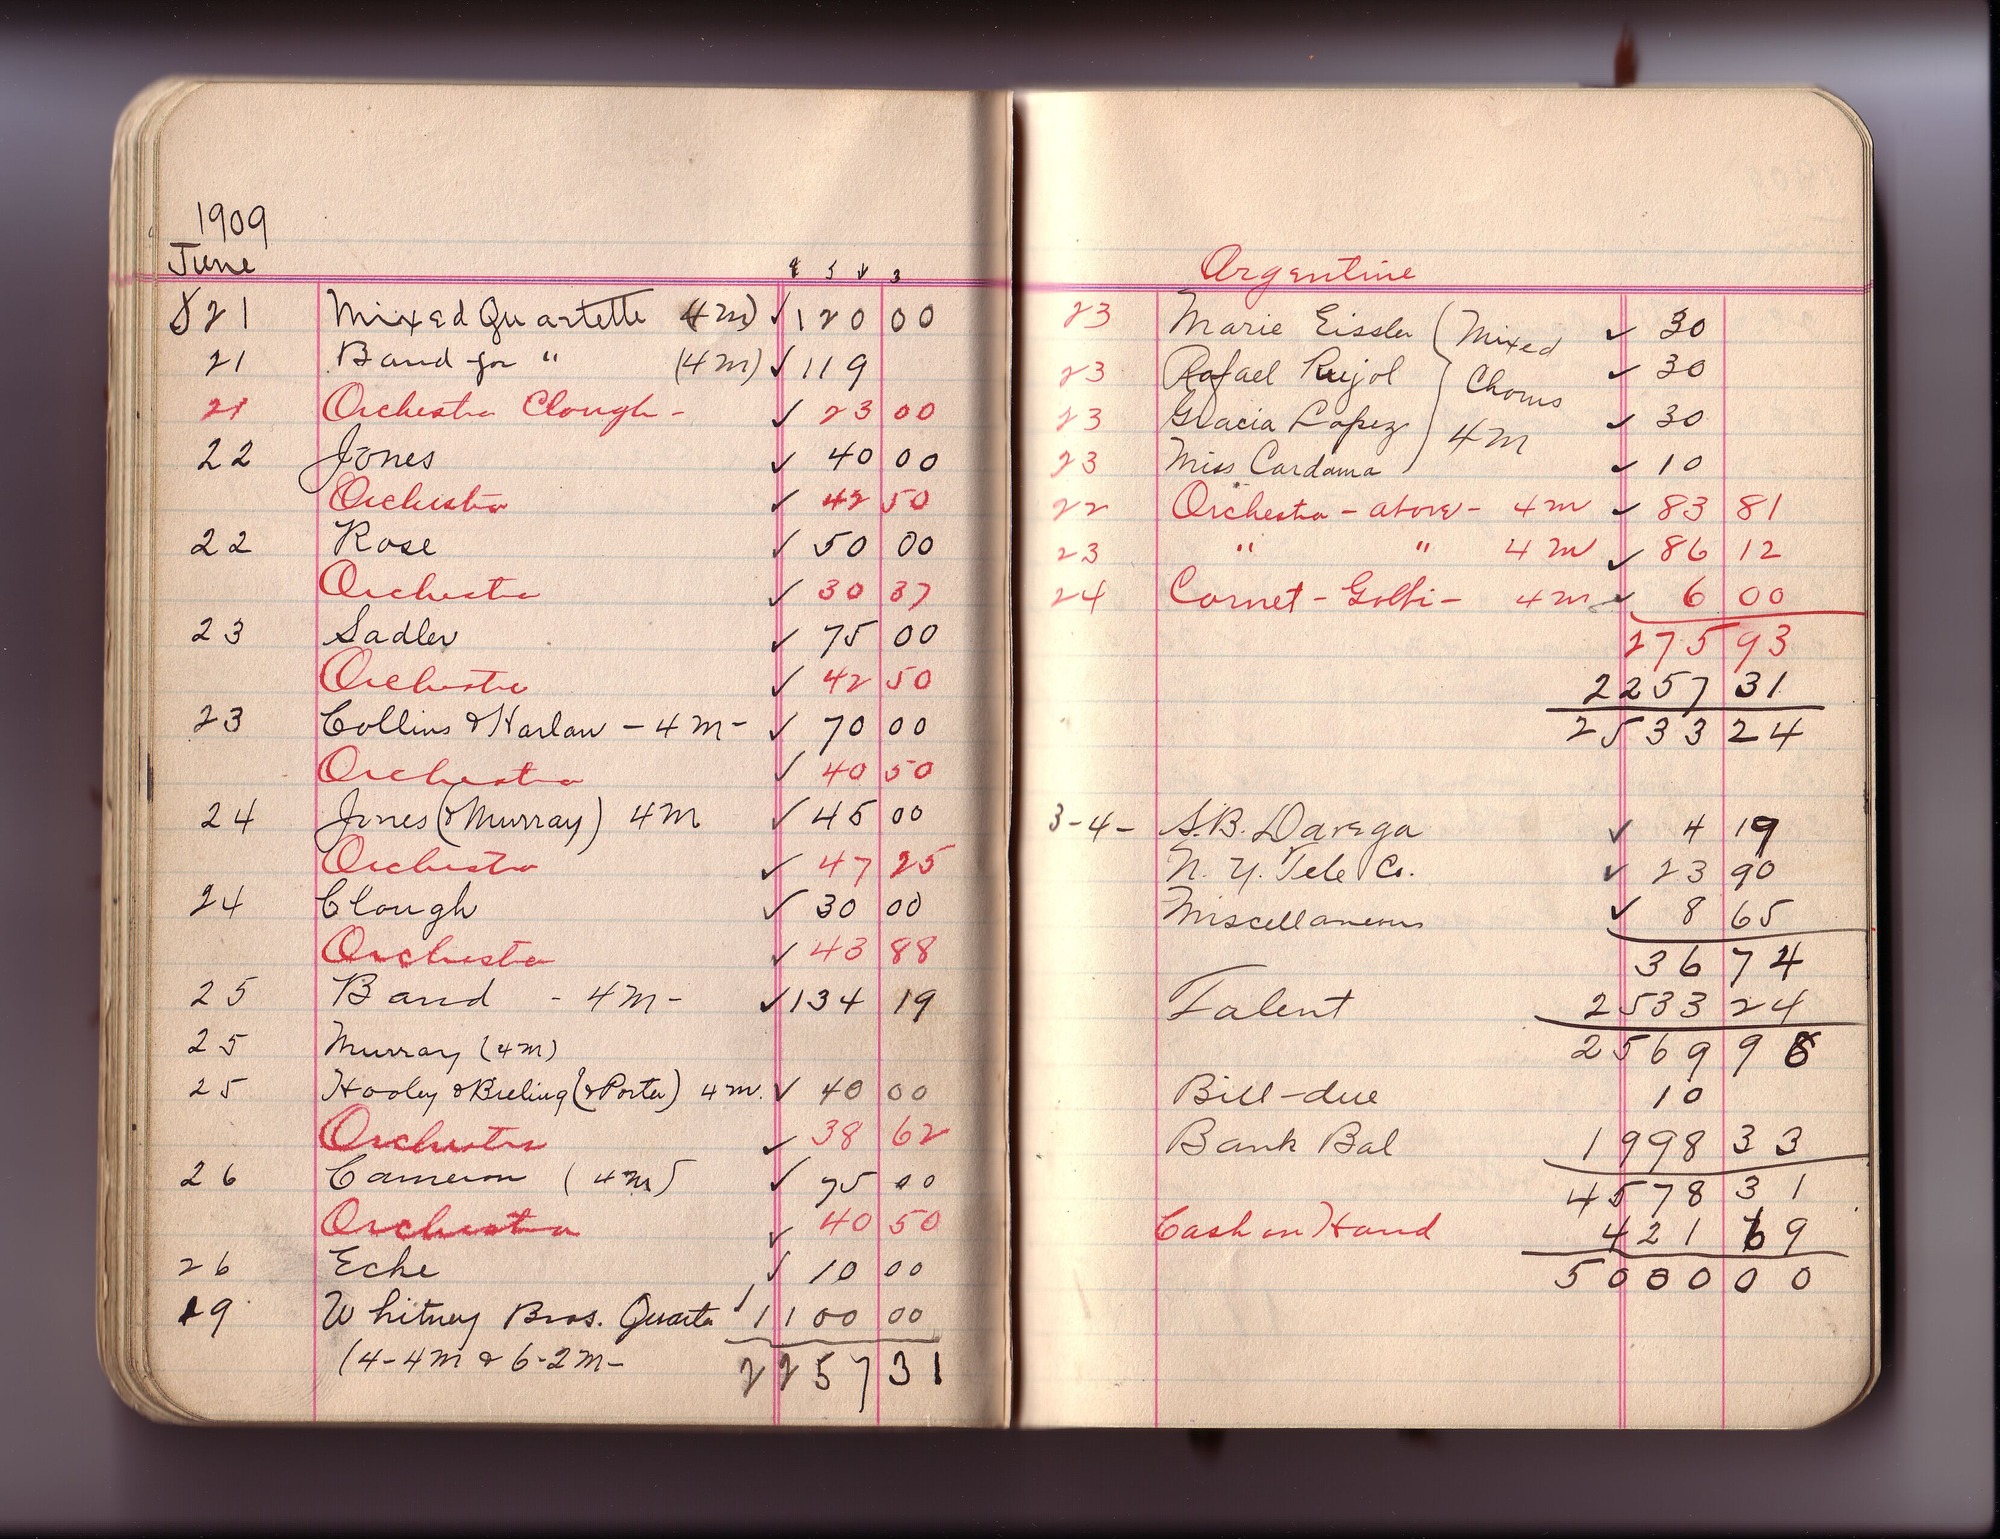 1909
June
21 Mixed Quartette (4m) ✓ 120 00
21 Band for " (4m) ✓ 119
21 Orchestra Clough - ✓ 23 00
22 Jones ✓ 40 00
Orchestra ✓ 42 50
22 Rose ✓ 50 00
Orchestra ✓ 30 37
23 Sadler ✓ 75 00
Orchestra ✓ 42 50
23 Collins & Harlan - 4m - ✓ 70 00
Orchestra ✓ 40 50
24 Jones (& Murray) 4m ✓ 45 00
Orchestra ✓ 47 25
24 Clough ✓ 30 00
Orchestra ✓ 43 88
25 Band - 4m - ✓ 134 19
25 Murray (4m)
25 Hooley & Bieling (& Porter) 4m. ✓ 40 00
Orchestra ✓ 38 62
26 Cameron (4m) ✓ 75 00
Orchestra ✓ 40 50
26 Eche ✓ 10 00
19 Whitney Bros. Quarte ✓ 1100 00
(4-4m & 6-2m - 2257 31
Argentine
23 Marie Eissler (Mixed ✓ 30
23 Rafael Pujol Chorus ✓ 30
23 Gracia Lopez 4m ✓ 30
23 Miss Cardama ✓ 10
22 Orchestra - above - 4m ✓ 83 81
23 " " 4m ✓ 86 12
24 Cornet - Golfi - 4m ✓ 6 00
275 93
2257 31
2533 24
3-4- S.B. Davega ✓ 4 19
N. Y. Tele Co. ✓ 23 90
Miscellaneous ✓ 8 65
36 74
Talent 2533 24
2569 98
Bill-due 10
Bank Bal 1998 33
4578 31
Cash on Hand 421 69
5000 00